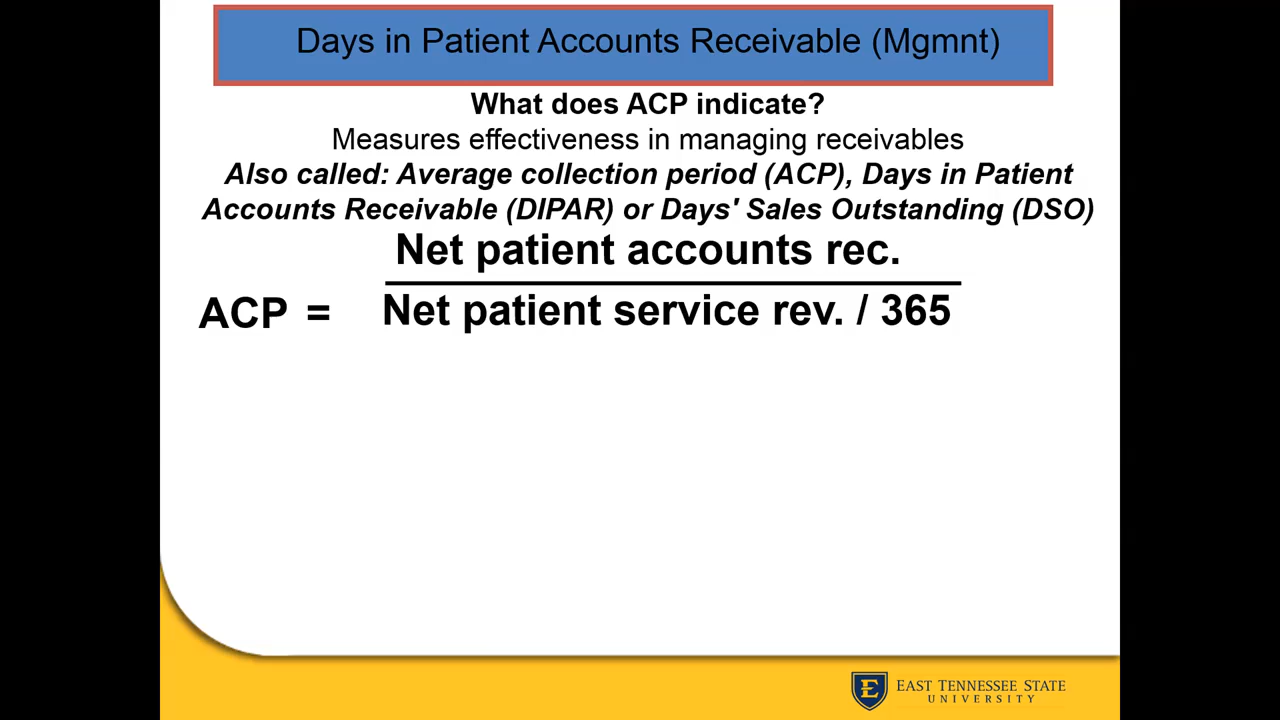 Days in Patient Accounts Receivable (Mgmnt)
What does ACP indicate?
Measures effectiveness in managing receivables
Also called: Average collection period (ACP), Days in Patient
Accounts Receivable (DIPAR) or Days' Sales Outstanding (DSO)
Net patient accounts rec.
ACP =
Net patient service rev. / 365
E
EAST TENNESSEE STATE
UNIVERSITY